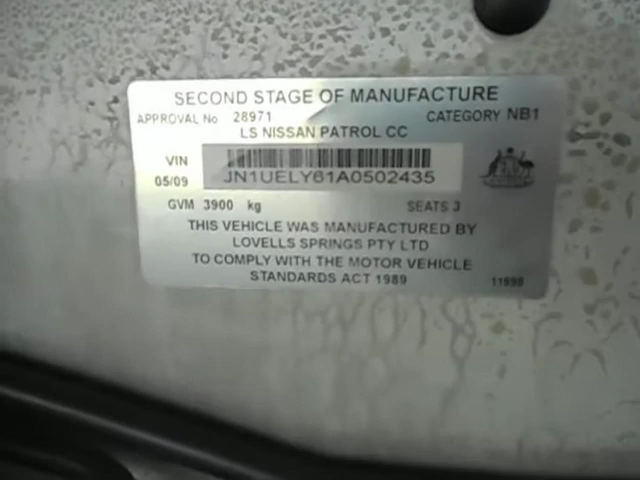 SECOND STAGE OF MANUFACTURE
APPROVAL No 28971 CATEGORY NB1
LS NISSAN PATROL CC
VIN
05/09 JN1UELY61A0502435
GVM 3900 kg SEATS 3
THIS VEHICLE WAS MANUFACTURED BY
LOVELLS SPRINGS PTY LTD
TO COMPLY WITH THE MOTOR VEHICLE
STANDARDS ACT 1989